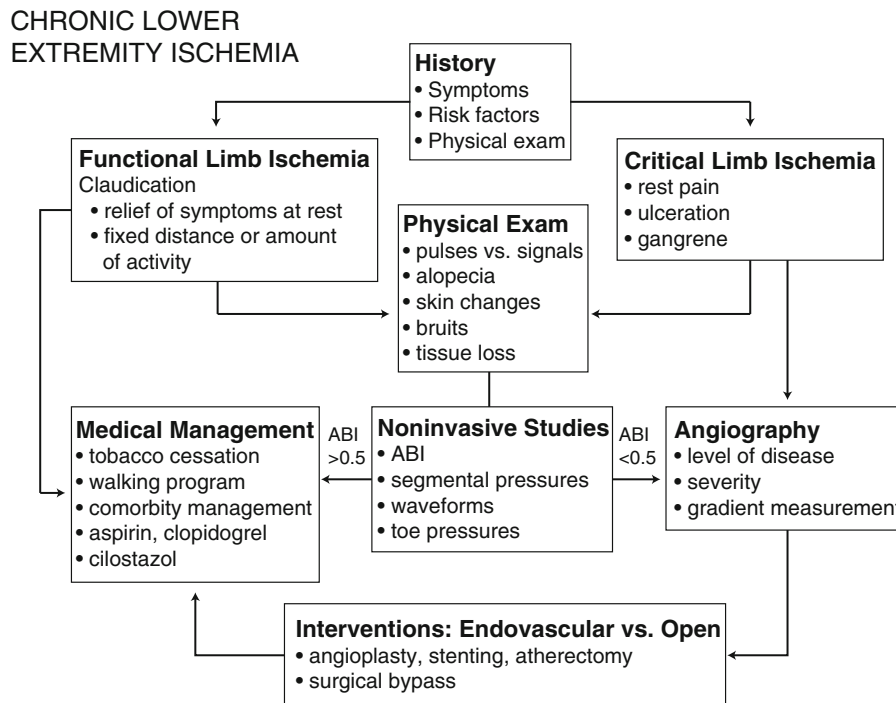 CHRONIC LOWER
EXTREMITY ISCHEMIA
History
• Symptoms
• Risk factors
• Physical exam
Functional Limb Ischemia
Claudication
• relief of symptoms at rest
• fixed distance or amount
of activity
Critical Limb Ischemia
• rest pain
• ulceration
• gangrene
Physical Exam
• pulses vs. signals
• alopecia
• skin changes
• bruits
• tissue loss
Medical Management
• tobacco cessation
• walking program
• comorbity management
• aspirin, clopidogrel
• cilostazol
ABI
>0.5
Noninvasive Studies
• ABI
• segmental pressures
• waveforms
• toe pressures
ABI
<0.5
Angiography
• level of disease
• severity
• gradient measurement
Interventions: Endovascular vs. Open
• angioplasty, stenting, atherectomy
• surgical bypass